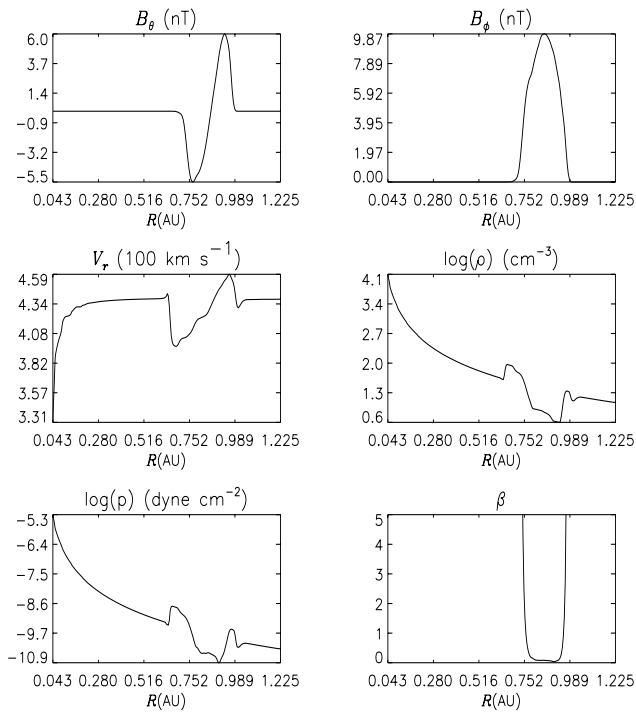 B_θ (nT)
6.0
3.7
1.4
−0.9
−3.2
−5.5
0.043 0.280 0.516 0.752 0.989 1.225
R(AU)
B_ϕ (nT)
9.87
7.89
5.92
3.95
1.97
0.00
0.043 0.280 0.516 0.752 0.989 1.225
R(AU)
V_r (100 km s⁻¹)
4.59
4.34
4.08
3.82
3.57
3.31
0.043 0.280 0.516 0.752 0.989 1.225
R(AU)
log(ρ) (cm⁻³)
4.1
3.4
2.7
2.0
1.3
0.6
0.043 0.280 0.516 0.752 0.989 1.225
R(AU)
log(p) (dyne cm⁻²)
−5.3
−6.4
−7.5
−8.6
−9.7
−10.9
0.043 0.280 0.516 0.752 0.989 1.225
R(AU)
β
5
4
3
2
1
0
0.043 0.280 0.516 0.752 0.989 1.225
R(AU)